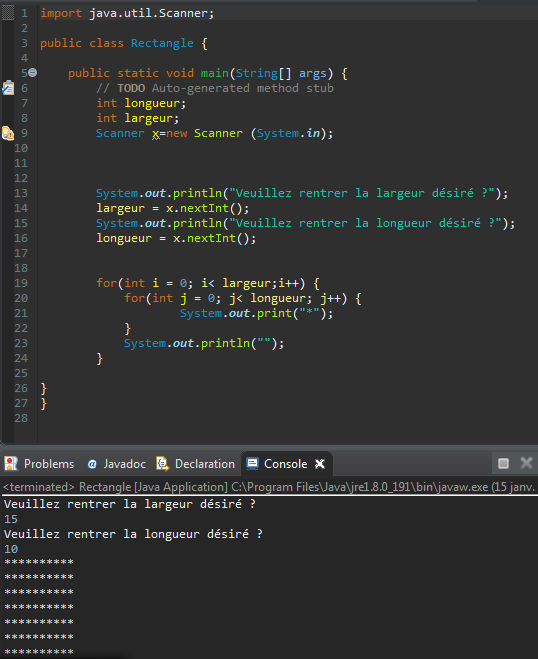 1 import java.util.Scanner;
2
3 public class Rectangle {
4
5 public static void main(String[] args) {
6 // TODO Auto-generated method stub
7 int longueur;
8 int largeur;
9 Scanner x=new Scanner (System.in);
10
11
12
13 System.out.println("Veuillez rentrer la largeur désiré ?");
14 largeur = x.nextInt();
15 System.out.println("Veuillez rentrer la longueur désiré ?");
16 longueur = x.nextInt();
17
18
19 for(int i = 0; i< largeur;i++) {
20 for(int j = 0; j< longueur; j++) {
21 System.out.print("*");
22 }
23 System.out.println("");
24 }
25
26 }
27 }
28
Problems @ Javadoc Declaration Console
<terminated> Rectangle [Java Application] C:\Program Files\Java\jre1.8.0_191\bin\javaw.exe (15 janv.
Veuillez rentrer la largeur désiré ?
15
Veuillez rentrer la longueur désiré ?
10
**********
**********
**********
**********
**********
**********
**********